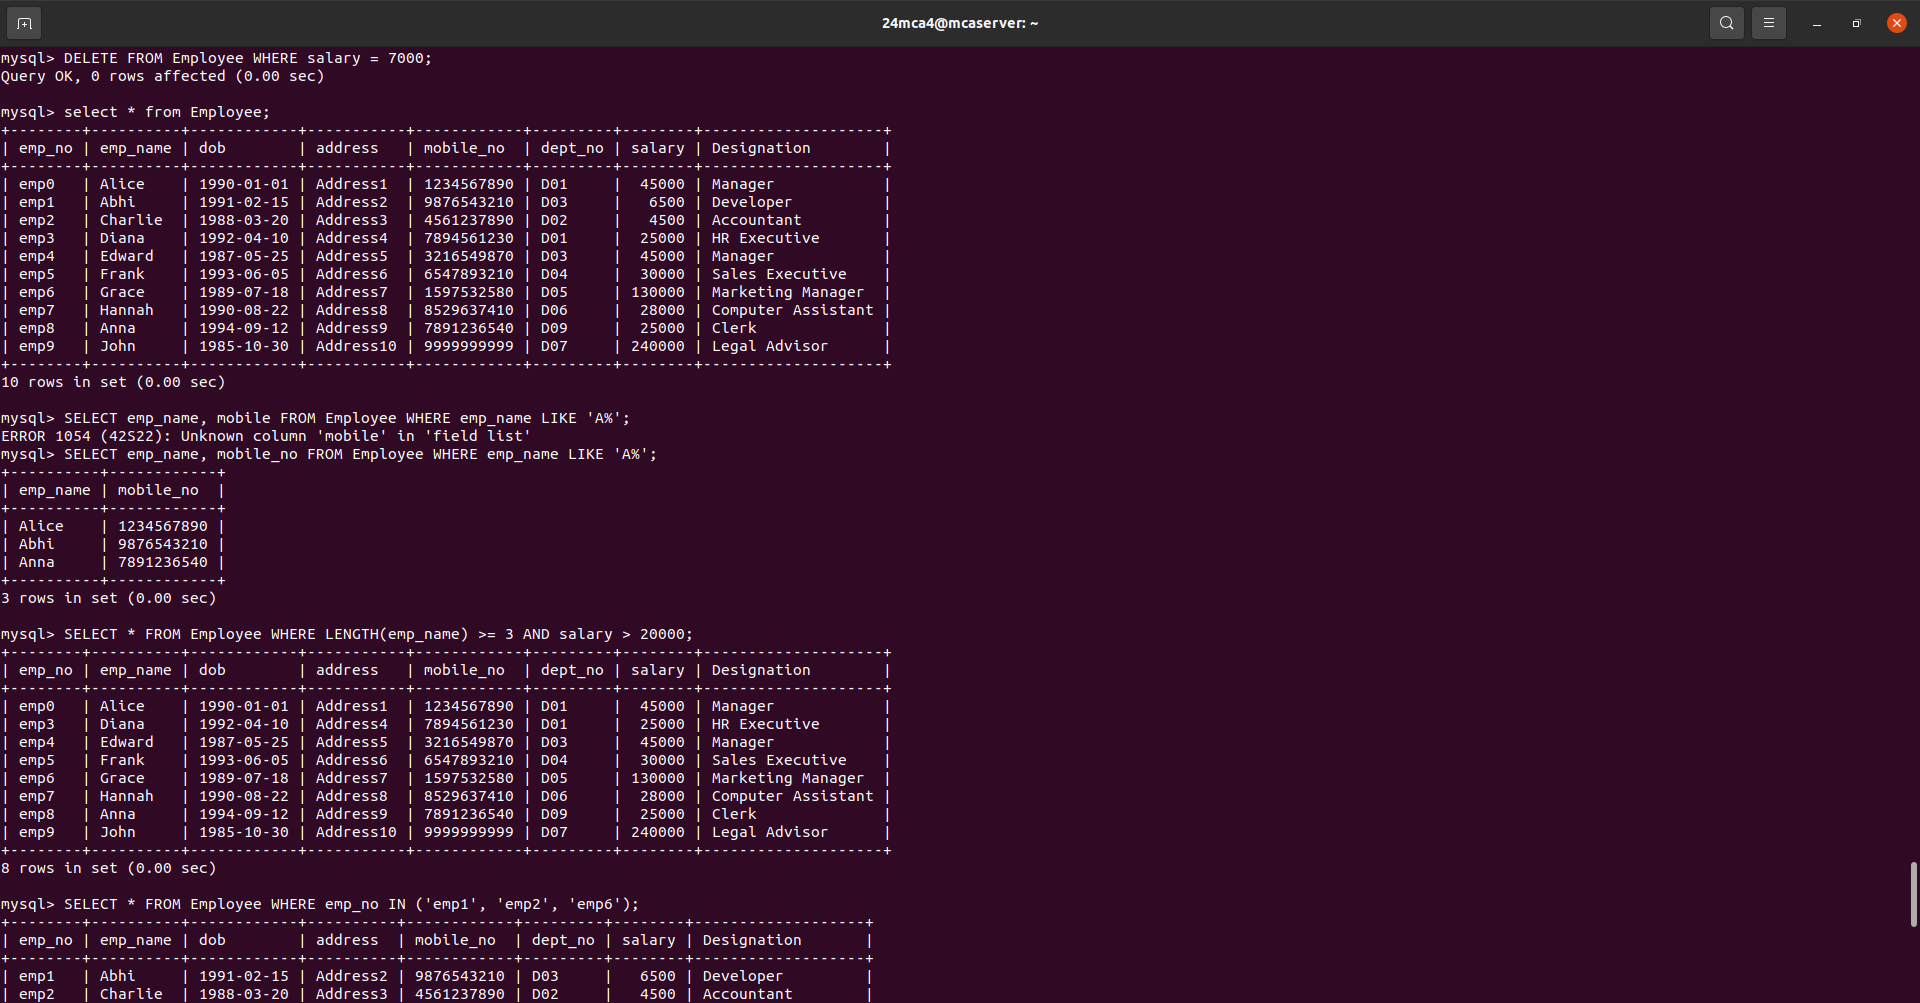 24mca4@mcaserver: ~
mysql> DELETE FROM Employee WHERE salary = 7000;
Query OK, 0 rows affected (0.00 sec)

mysql> select * from Employee;
+--------+----------+------------+-----------+------------+---------+--------+--------------------+
| emp_no | emp_name | dob        | address   | mobile_no  | dept_no | salary | Designation        |
+--------+----------+------------+-----------+------------+---------+--------+--------------------+
| emp0   | Alice    | 1990-01-01 | Address1  | 1234567890 | D01     |  45000 | Manager            |
| emp1   | Abhi     | 1991-02-15 | Address2  | 9876543210 | D03     |   6500 | Developer          |
| emp2   | Charlie  | 1988-03-20 | Address3  | 4561237890 | D02     |   4500 | Accountant         |
| emp3   | Diana    | 1992-04-10 | Address4  | 7894561230 | D01     |  25000 | HR Executive       |
| emp4   | Edward   | 1987-05-25 | Address5  | 3216549870 | D03     |  45000 | Manager            |
| emp5   | Frank    | 1993-06-05 | Address6  | 6547893210 | D04     |  30000 | Sales Executive    |
| emp6   | Grace    | 1989-07-18 | Address7  | 1597532580 | D05     | 130000 | Marketing Manager  |
| emp7   | Hannah   | 1990-08-22 | Address8  | 8529637410 | D06     |  28000 | Computer Assistant |
| emp8   | Anna     | 1994-09-12 | Address9  | 7891236540 | D09     |  25000 | Clerk              |
| emp9   | John     | 1985-10-30 | Address10 | 9999999999 | D07     | 240000 | Legal Advisor      |
+--------+----------+------------+-----------+------------+---------+--------+--------------------+
10 rows in set (0.00 sec)

mysql> SELECT emp_name, mobile FROM Employee WHERE emp_name LIKE 'A%';
ERROR 1054 (42S22): Unknown column 'mobile' in 'field list'
mysql> SELECT emp_name, mobile_no FROM Employee WHERE emp_name LIKE 'A%';
+----------+------------+
| emp_name | mobile_no  |
+----------+------------+
| Alice    | 1234567890 |
| Abhi     | 9876543210 |
| Anna     | 7891236540 |
+----------+------------+
3 rows in set (0.00 sec)

mysql> SELECT * FROM Employee WHERE LENGTH(emp_name) >= 3 AND salary > 20000;
+--------+----------+------------+-----------+------------+---------+--------+--------------------+
| emp_no | emp_name | dob        | address   | mobile_no  | dept_no | salary | Designation        |
+--------+----------+------------+-----------+------------+---------+--------+--------------------+
| emp0   | Alice    | 1990-01-01 | Address1  | 1234567890 | D01     |  45000 | Manager            |
| emp3   | Diana    | 1992-04-10 | Address4  | 7894561230 | D01     |  25000 | HR Executive       |
| emp4   | Edward   | 1987-05-25 | Address5  | 3216549870 | D03     |  45000 | Manager            |
| emp5   | Frank    | 1993-06-05 | Address6  | 6547893210 | D04     |  30000 | Sales Executive    |
| emp6   | Grace    | 1989-07-18 | Address7  | 1597532580 | D05     | 130000 | Marketing Manager  |
| emp7   | Hannah   | 1990-08-22 | Address8  | 8529637410 | D06     |  28000 | Computer Assistant |
| emp8   | Anna     | 1994-09-12 | Address9  | 7891236540 | D09     |  25000 | Clerk              |
| emp9   | John     | 1985-10-30 | Address10 | 9999999999 | D07     | 240000 | Legal Advisor      |
+--------+----------+------------+-----------+------------+---------+--------+--------------------+
8 rows in set (0.00 sec)

mysql> SELECT * FROM Employee WHERE emp_no IN ('emp1', 'emp2', 'emp6');
+--------+----------+------------+----------+------------+---------+--------+-------------------+
| emp_no | emp_name | dob        | address  | mobile_no  | dept_no | salary | Designation       |
+--------+----------+------------+----------+------------+---------+--------+-------------------+
| emp1   | Abhi     | 1991-02-15 | Address2 | 9876543210 | D03     |   6500 | Developer         |
| emp2   | Charlie  | 1988-03-20 | Address3 | 4561237890 | D02     |   4500 | Accountant        |